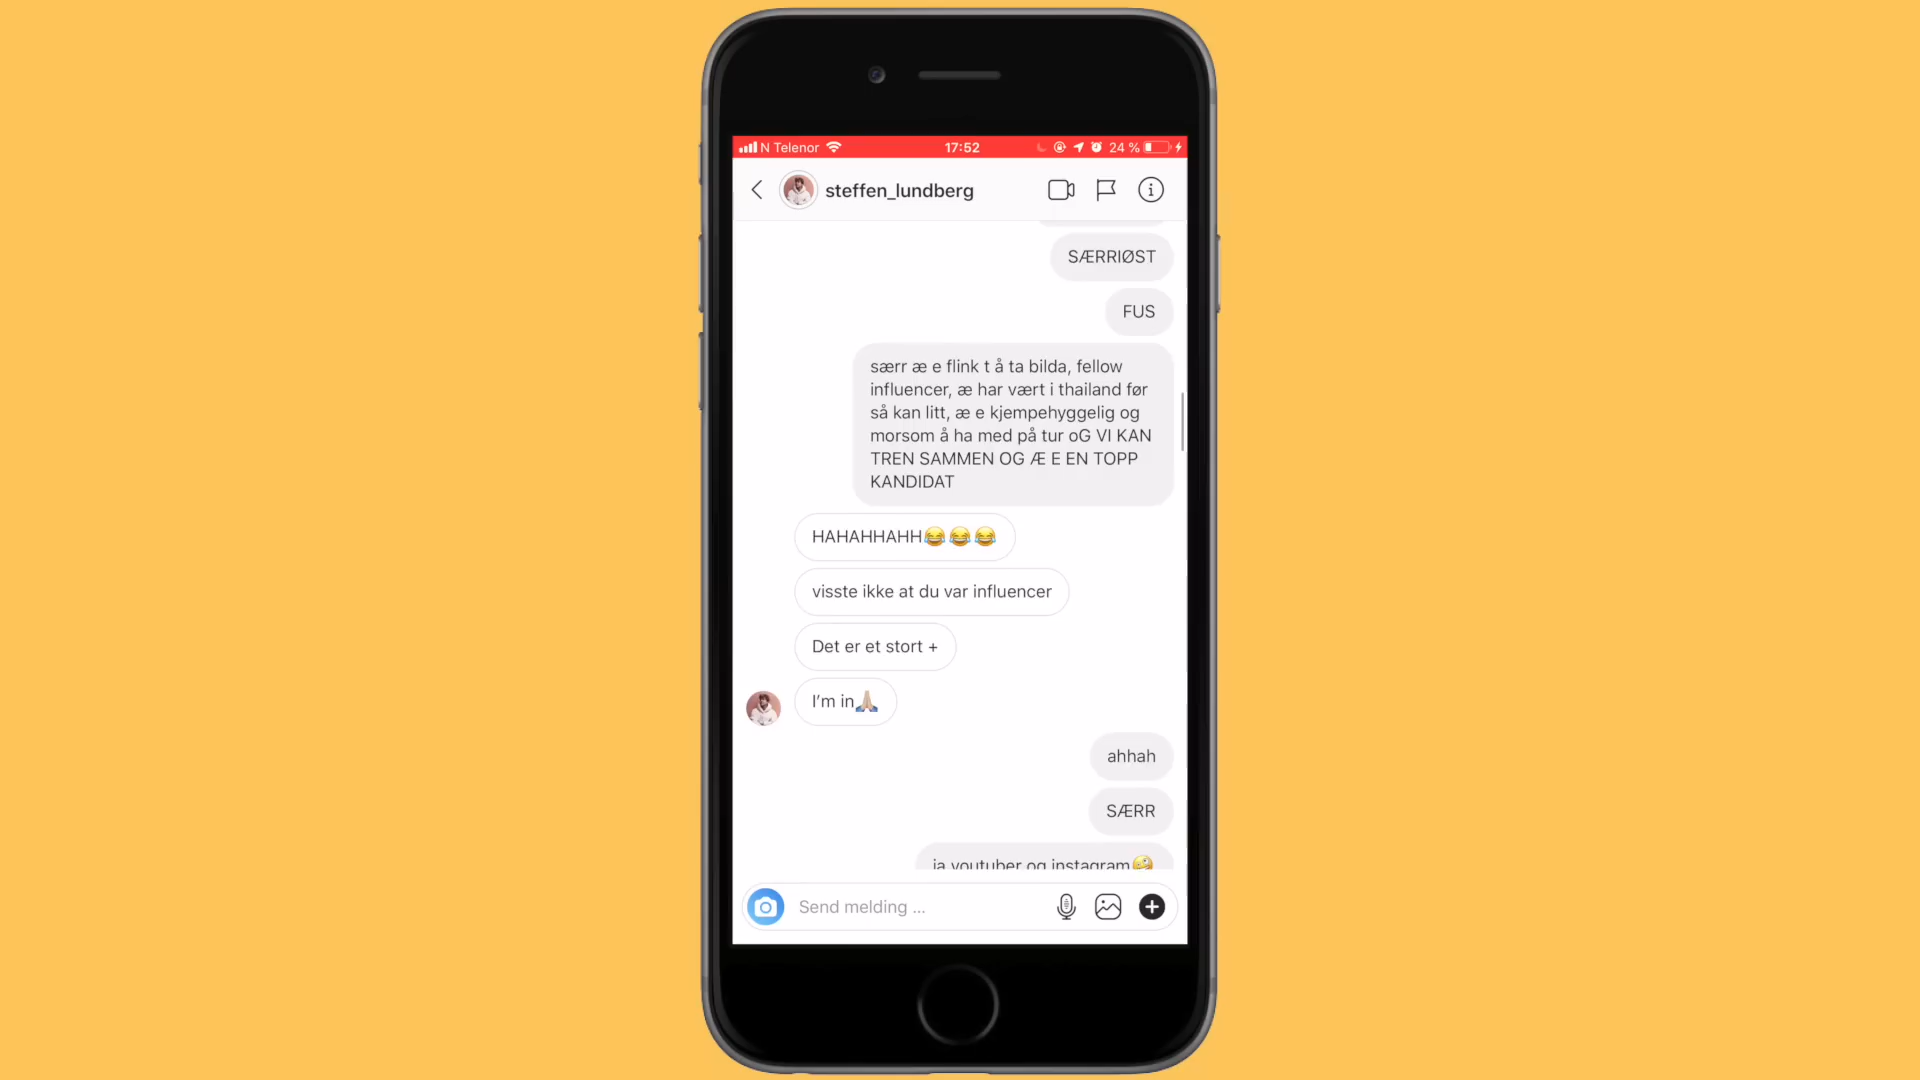 N Telenor 17:52 24 %
steffen_lundberg
SÆRRIØST
FUS
særr æ e flink t å ta bilda, fellow
influencer, æ har vært i thailand før
så kan litt, æ e kjempehyggelig og
morsom å ha med på tur oG VI KAN
TREN SAMMEN OG Æ E EN TOPP
KANDIDAT
HAHAHHAHH😂😂😂
visste ikke at du var influencer
Det er et stort +
I'm in🙏🏼
ahhah
SÆRR
ja youtuber og instagram🤪
Send melding ...